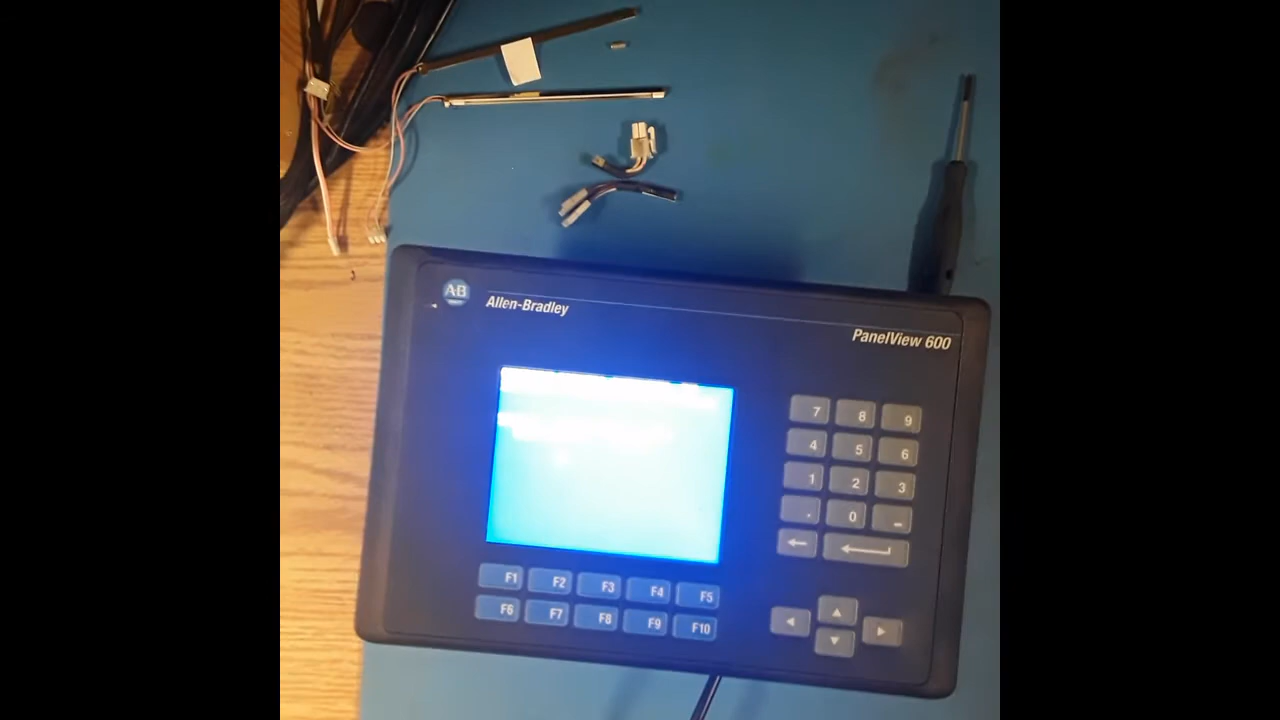 AB
Allen-Bradley
PanelView 600
7 8 9
4 5 6
1 2 3
. 0 -
F1 F2 F3 F4 F5
F6 F7 F8 F9 F10